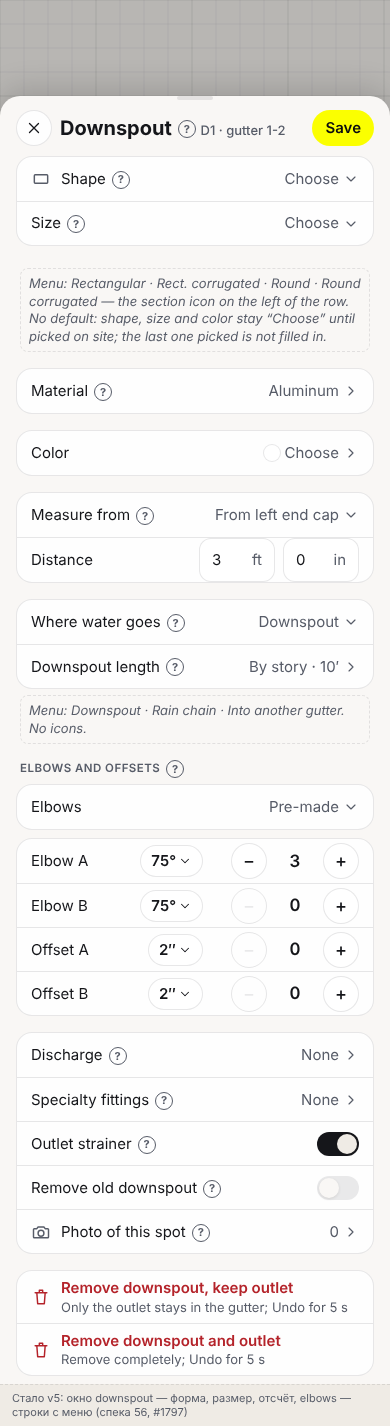 Downspout ? D1 · gutter 1-2 Save
Shape ? Choose
Size ? Choose
Menu: Rectangular · Rect. corrugated · Round · Round
corrugated — the section icon on the left of the row.
No default: shape, size and color stay “Choose” until
picked on site; the last one picked is not filled in.
Material ? Aluminum
Color Choose
Measure from ? From left end cap
Distance 3 ft 0 in
Where water goes ? Downspout
Downspout length ? By story · 10′
Menu: Downspout · Rain chain · Into another gutter.
No icons.
ELBOWS AND OFFSETS ?
Elbows Pre-made
Elbow A 75° − 3 +
Elbow B 75° − 0 +
Offset A 2″ − 0 +
Offset B 2″ − 0 +
Discharge ? None
Specialty fittings ? None
Outlet strainer ?
Remove old downspout ?
Photo of this spot ? 0
Remove downspout, keep outlet
Only the outlet stays in the gutter; Undo for 5 s
Remove downspout and outlet
Remove completely; Undo for 5 s
Стало v5: окно downspout — форма, размер, отсчёт, elbows —
строки с меню (спека 56, #1797)